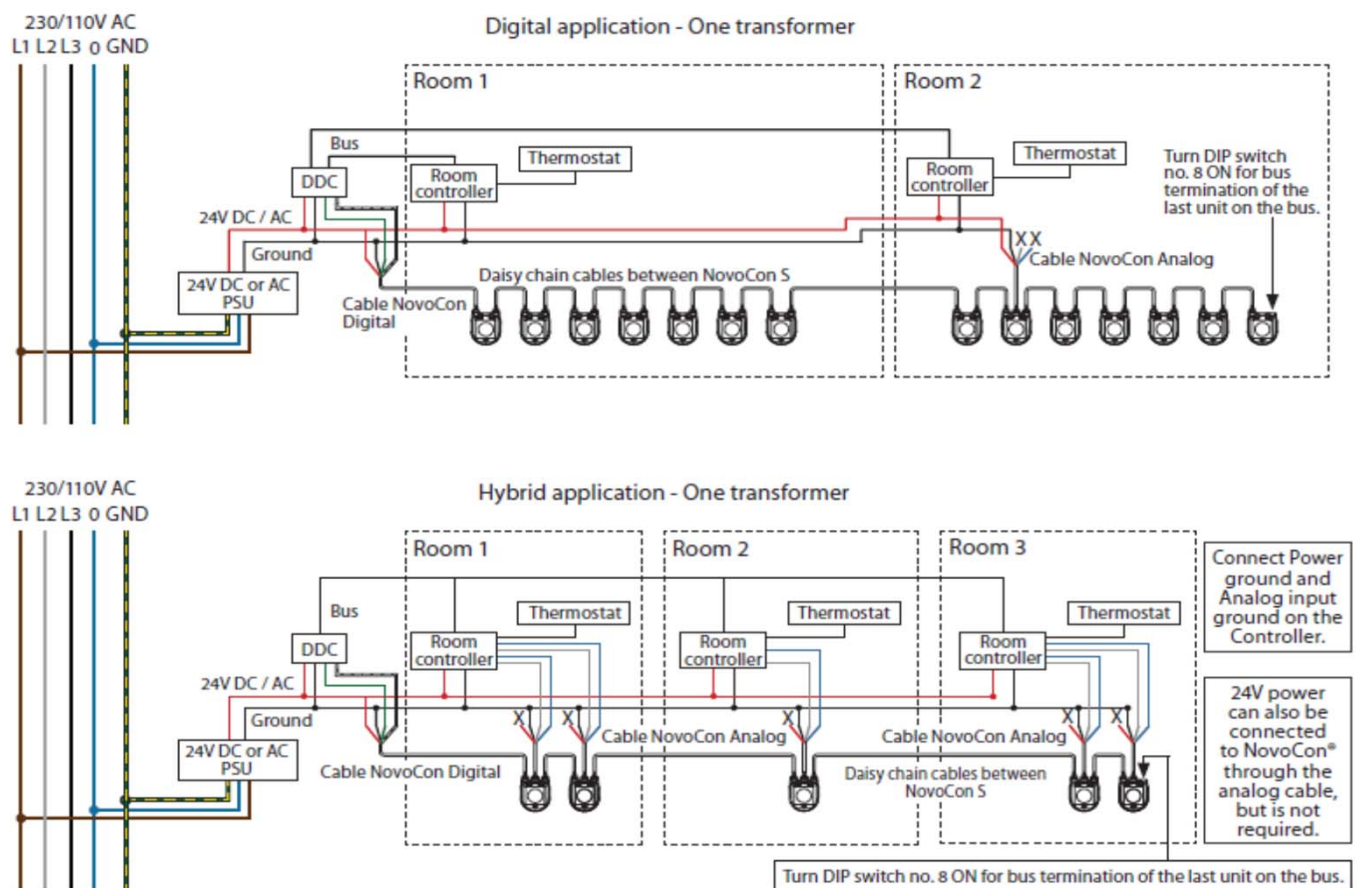 230/110V AC
L1 L2 L3 0 GND
Digital application - One transformer
Room 1
Room 2
Bus
Thermostat
DDC
Room
controller
Thermostat
Room
controller
Turn DIP switch
no. 8 ON for bus
termination of the
last unit on the bus.
24V DC / AC
Ground
24V DC or AC
PSU
X X
Cable NovoCon Analog
Daisy chain cables between NovoCon S
Cable NovoCon
Digital
230/110V AC
L1 L2 L3 0 GND
Hybrid application - One transformer
Room 1
Room 2
Room 3
Connect Power
ground and
Analog input
ground on the
Controller.
Bus
Thermostat
Thermostat
Thermostat
DDC
Room
controller
Room
controller
Room
controller
24V DC / AC
Ground
24V DC or AC
PSU
X
X
X
X
X
Cable NovoCon Analog
Cable NovoCon Analog
Cable NovoCon Digital
Daisy chain cables between
NovoCon S
24V power
can also be
connected
to NovoCon®
through the
analog cable,
but is not
required.
Turn DIP switch no. 8 ON for bus termination of the last unit on the bus.